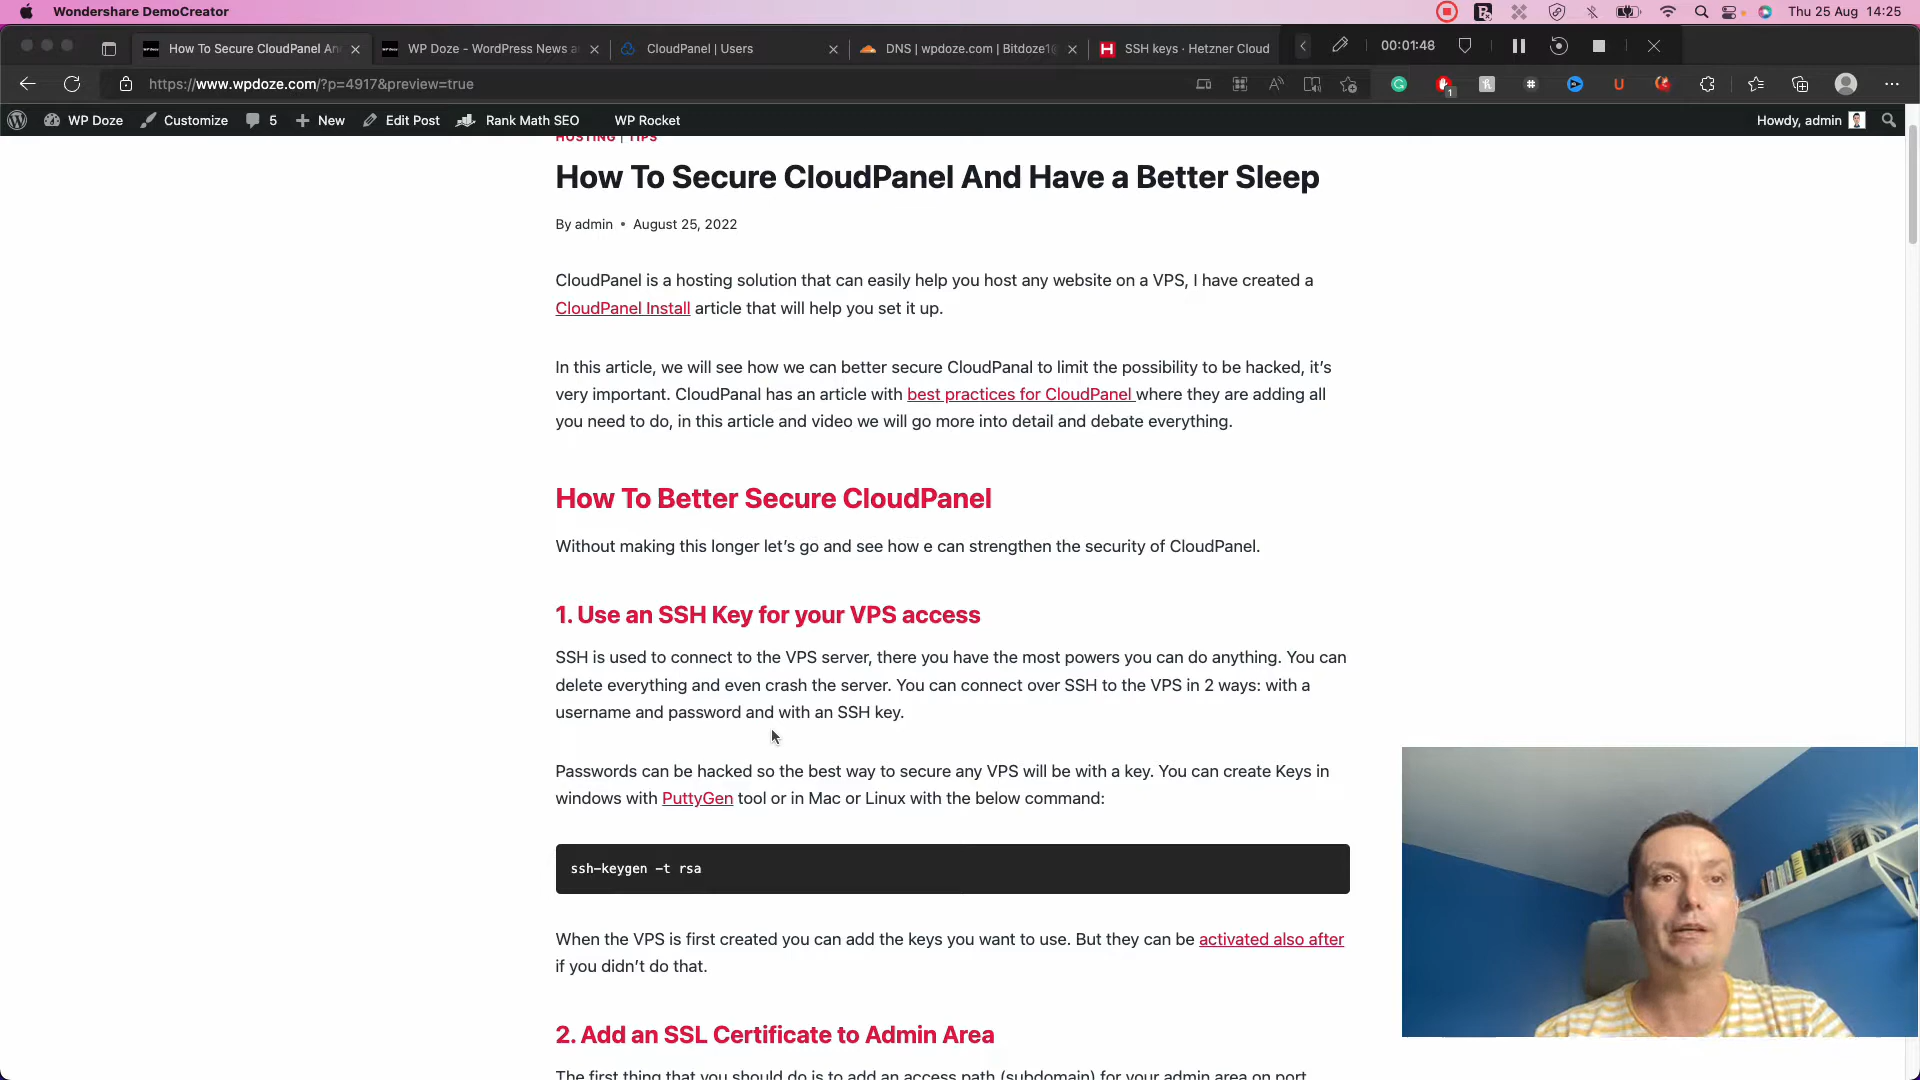 Wondershare DemoCreator
Thu 25 Aug 14:25
How To Secure CloudPanel An
WP Doze - WordPress News a
CloudPanel | Users
DNS | wpdoze.com | Bitdoze1@
SSH keys · Hetzner Cloud
00:01:48
https://www.wpdoze.com/?p=4917&preview=true
WP Doze
Customize
5
New
Edit Post
Rank Math SEO
WP Rocket
Howdy, admin
HOSTING | TIPS
How To Secure CloudPanel And Have a Better Sleep
By admin • August 25, 2022
CloudPanel is a hosting solution that can easily help you host any website on a VPS, I have created a
CloudPanel Install article that will help you set it up.
In this article, we will see how we can better secure CloudPanal to limit the possibility to be hacked, it's
very important. CloudPanal has an article with best practices for CloudPanel where they are adding all
you need to do, in this article and video we will go more into detail and debate everything.
How To Better Secure CloudPanel
Without making this longer let's go and see how e can strengthen the security of CloudPanel.
1. Use an SSH Key for your VPS access
SSH is used to connect to the VPS server, there you have the most powers you can do anything. You can
delete everything and even crash the server. You can connect over SSH to the VPS in 2 ways: with a
username and password and with an SSH key.
Passwords can be hacked so the best way to secure any VPS will be with a key. You can create Keys in
windows with PuttyGen tool or in Mac or Linux with the below command:
ssh-keygen -t rsa
When the VPS is first created you can add the keys you want to use. But they can be activated also after
if you didn't do that.
2. Add an SSL Certificate to Admin Area
The first thing that you should do is to add an access path (subdomain) for your admin area on port